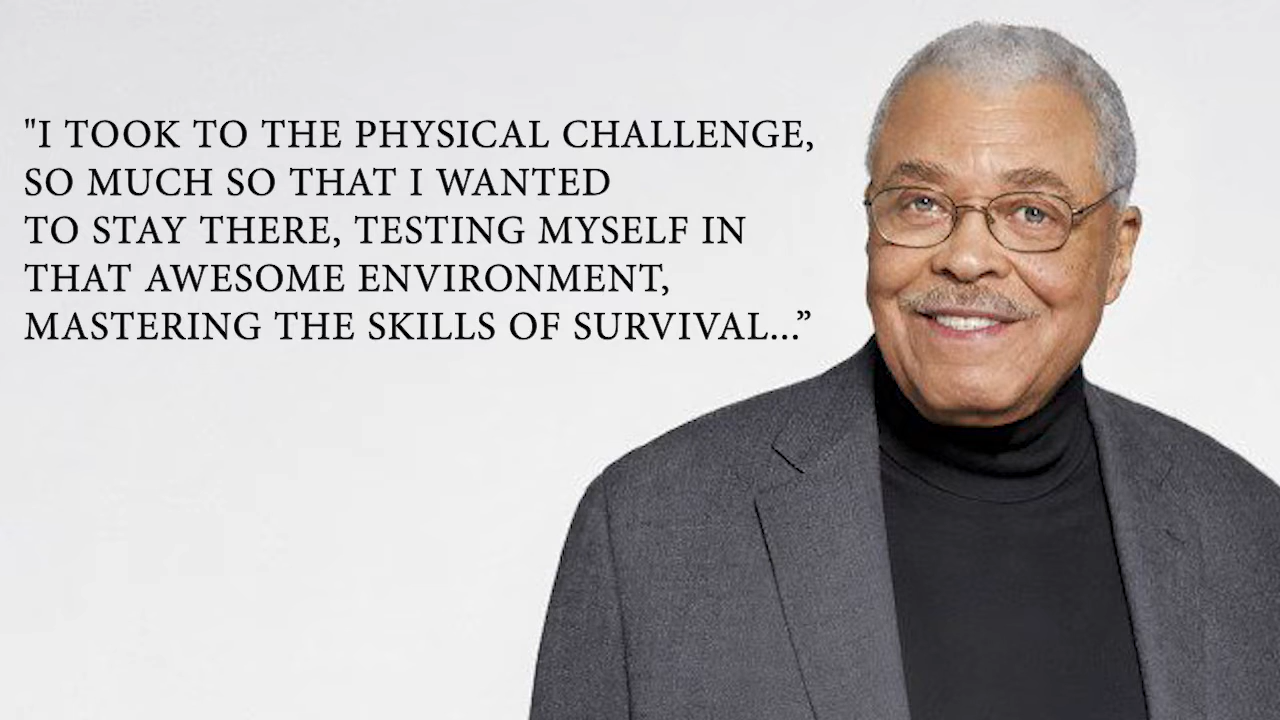 "I TOOK TO THE PHYSICAL CHALLENGE,
SO MUCH SO THAT I WANTED
TO STAY THERE, TESTING MYSELF IN
THAT AWESOME ENVIRONMENT,
MASTERING THE SKILLS OF SURVIVAL...”